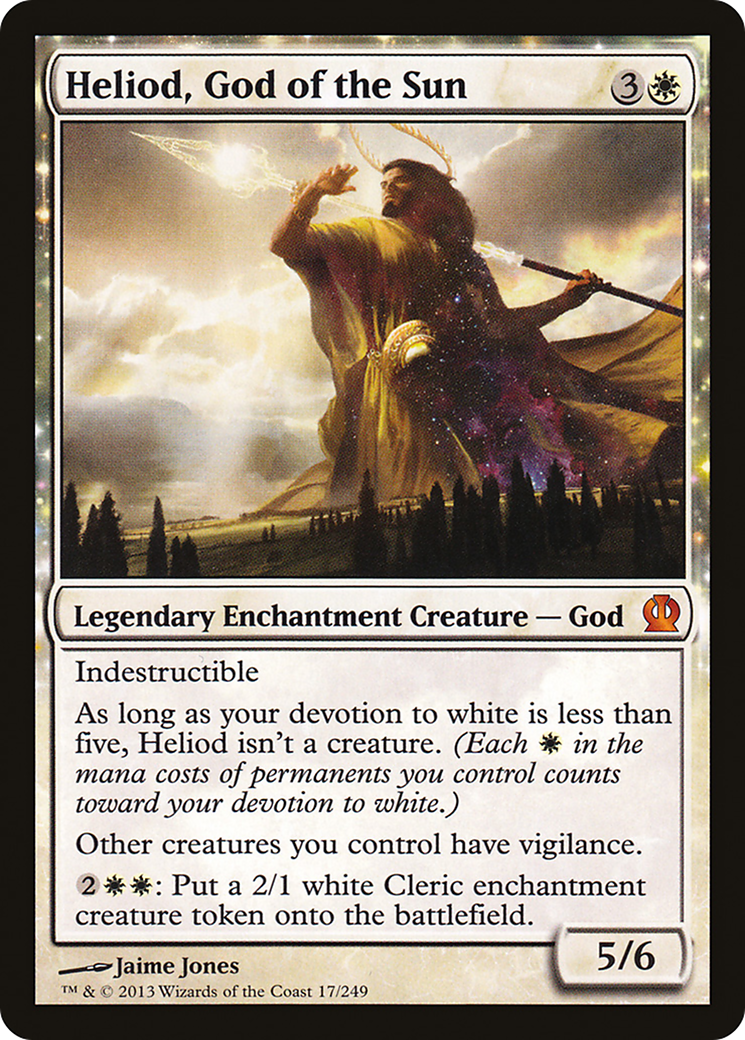 Heliod, God of the Sun 3
Legendary Enchantment Creature — God
Indestructible
As long as your devotion to white is less than
five, Heliod isn't a creature. (Each in the
mana costs of permanents you control counts
toward your devotion to white.)
Other creatures you control have vigilance.
2: Put a 2/1 white Cleric enchantment
creature token onto the battlefield.
5/6
Jaime Jones
™ & © 2013 Wizards of the Coast 17/249